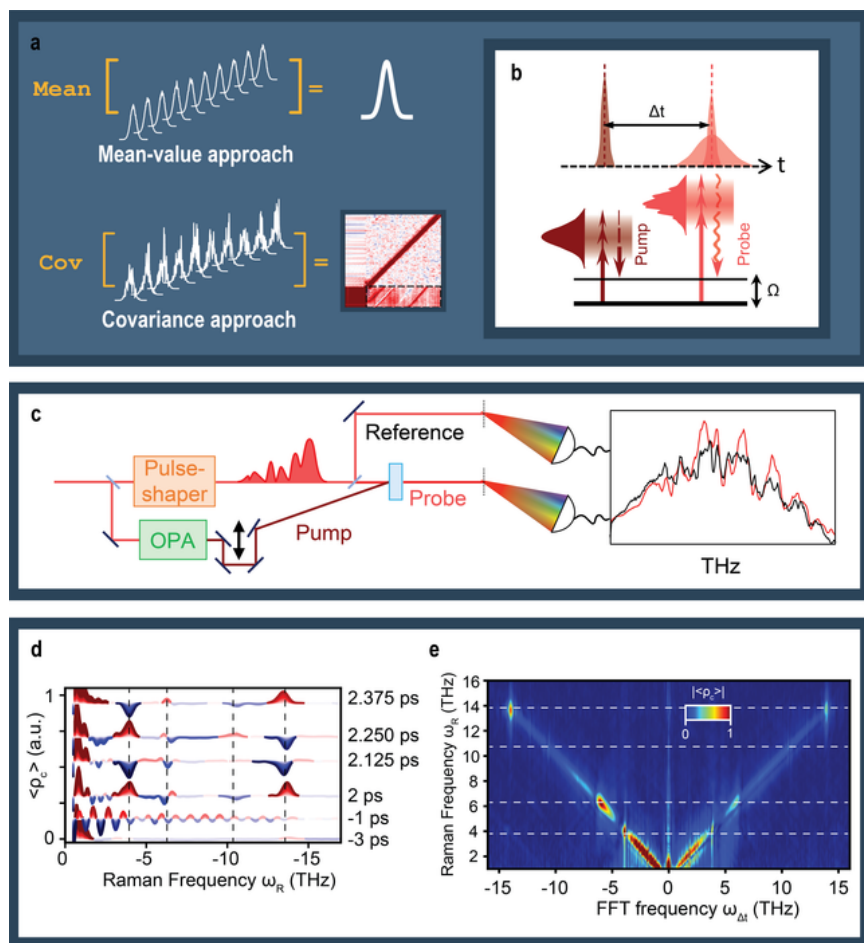 a
Mean [ ] =
Mean-value approach
Cov [ ] =
Covariance approach
b
Δt
t
Pump
Probe
Ω
c
Reference
Pulse-
shaper
Probe
OPA
Pump
THz
d
<ρc> (a.u.)
1
0
2.375 ps
2.250 ps
2.125 ps
2 ps
-1 ps
-3 ps
0 -5 -10 -15
Raman Frequency ωR (THz)
e
Raman Frequency ωR (THz)
16
14
12
10
8
6
4
2
|<ρc>|
0 1
-15 -10 -5 0 5 10 15
FFT frequency ωΔt (THz)